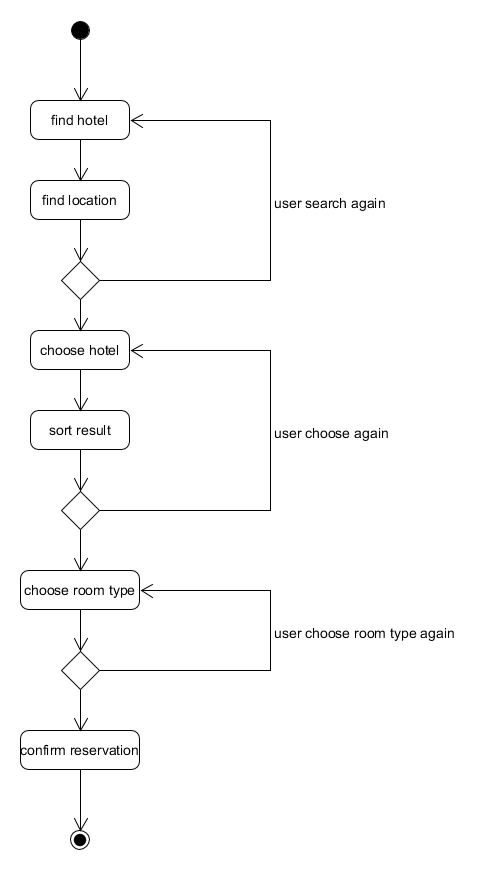 find hotel
user search again
find location
choose hotel
user choose again
sort result
choose room type
user choose room type again
confirm reservation